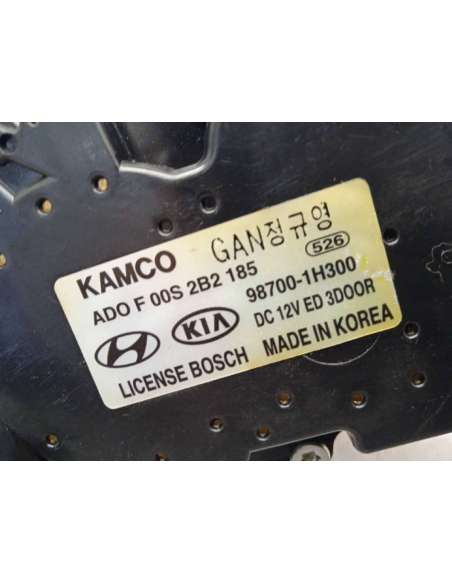 KAMCO GAN정규영
ADO F 00S 2B2 185 526
KIA 98700-1H300
DC 12V ED 3DOOR
LICENSE BOSCH MADE IN KOREA